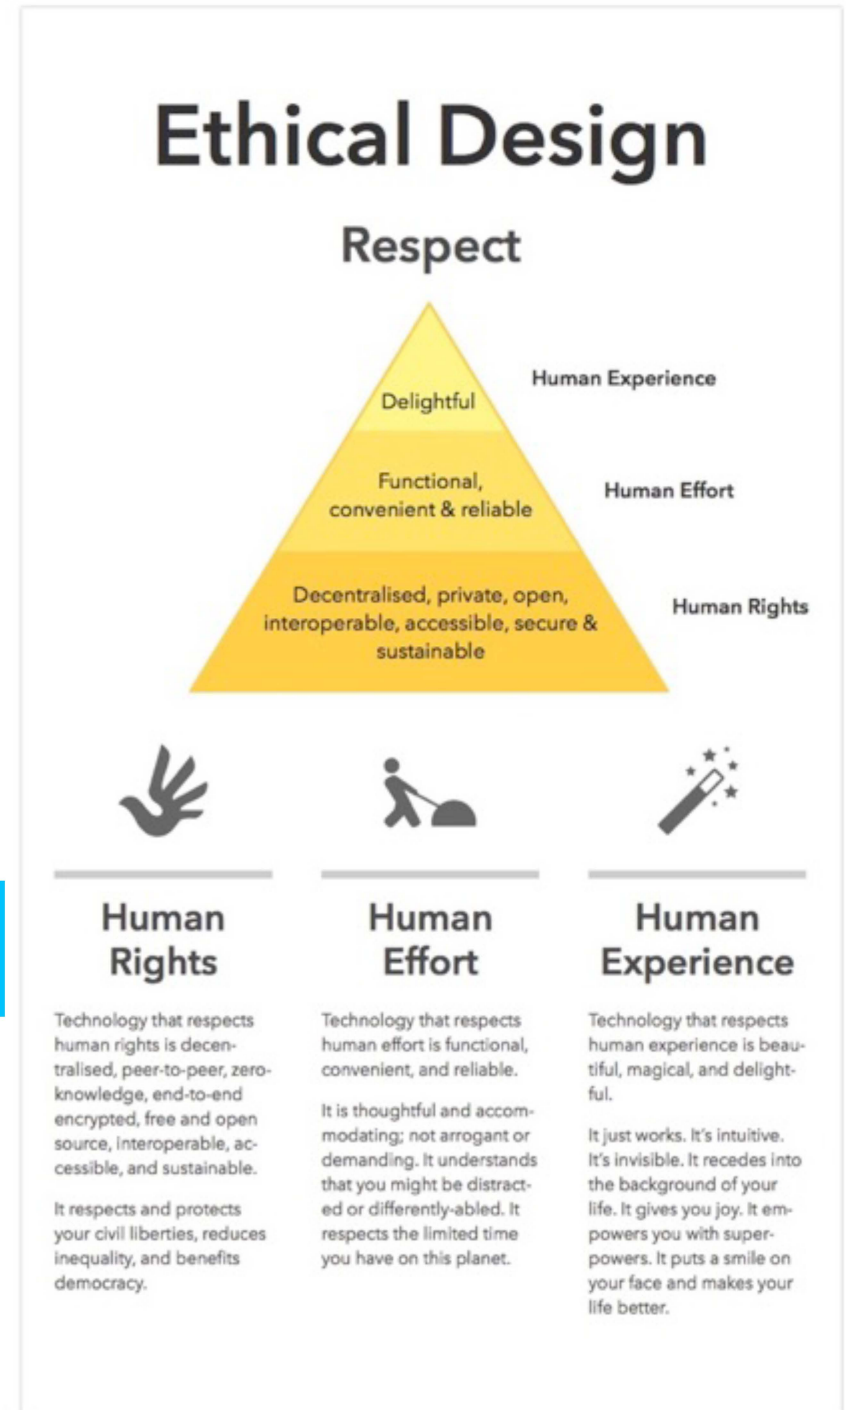 Ethical Design
Respect
Delightful
Human Experience
Functional,
convenient & reliable
Human Effort
Decentralised, private, open,
interoperable, accessible, secure &
sustainable
Human Rights
Human
Rights
Technology that respects
human rights is decen-
tralised, peer-to-peer, zero-
knowledge, end-to-end
encrypted, free and open
source, interoperable, ac-
cessible, and sustainable.
It respects and protects
your civil liberties, reduces
inequality, and benefits
democracy.
Human
Effort
Technology that respects
human effort is functional,
convenient, and reliable.
It is thoughtful and accom-
modating; not arrogant or
demanding. It understands
that you might be distract-
ed or differently-abled. It
respects the limited time
you have on this planet.
Human
Experience
Technology that respects
human experience is beau-
tiful, magical, and delight-
ful.
It just works. It's intuitive.
It's invisible. It recedes into
the background of your
life. It gives you joy. It em-
powers you with super-
powers. It puts a smile on
your face and makes your
life better.